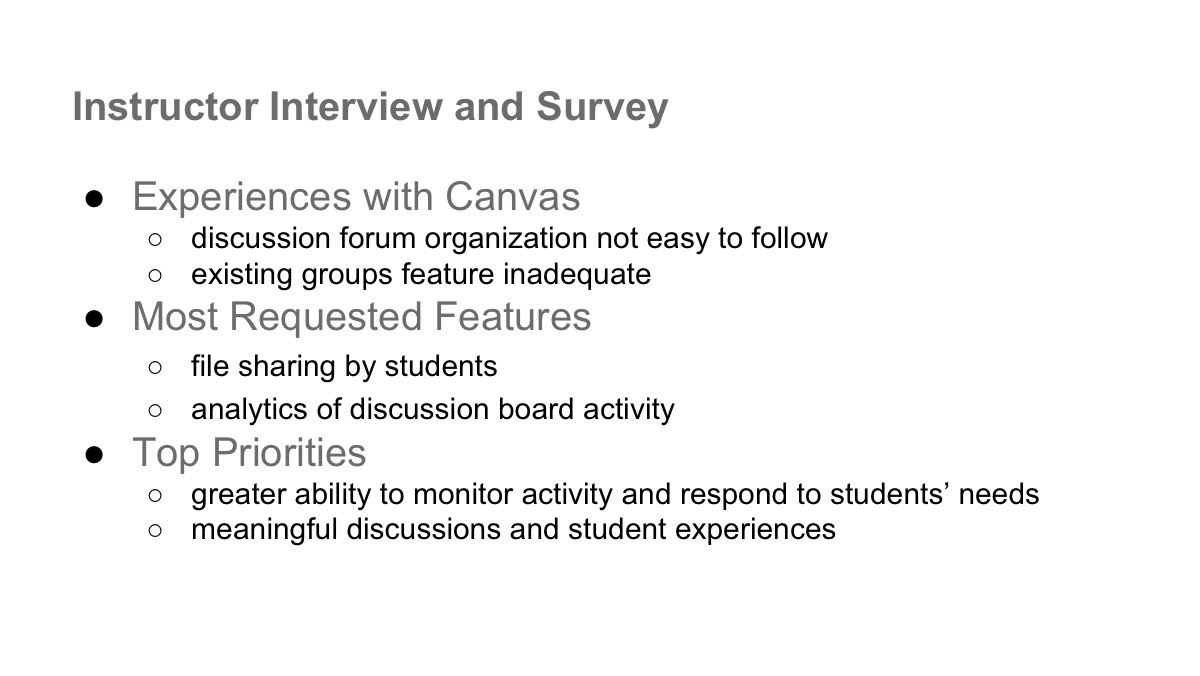 Instructor Interview and Survey
● Experiences with Canvas
○ discussion forum organization not easy to follow
○ existing groups feature inadequate
● Most Requested Features
○ file sharing by students
○ analytics of discussion board activity
● Top Priorities
○ greater ability to monitor activity and respond to students’ needs
○ meaningful discussions and student experiences